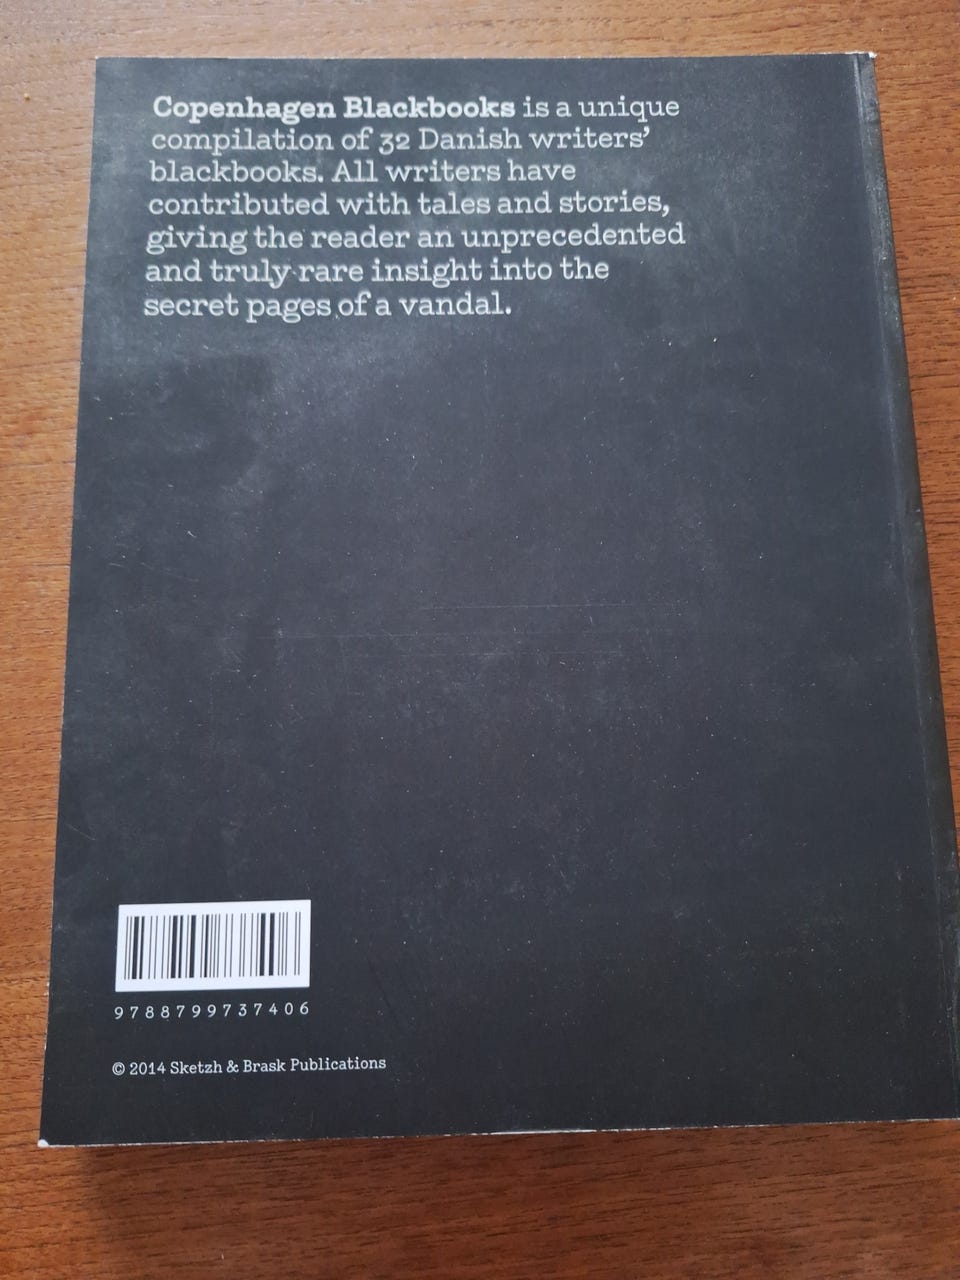 Copenhagen Blackbooks is a unique
compilation of 32 Danish writers'
blackbooks. All writers have
contributed with tales and stories,
giving the reader an unprecedented
and truly rare insight into the
secret pages of a vandal.
9788799737406
© 2014 Sketzh & Brask Publications